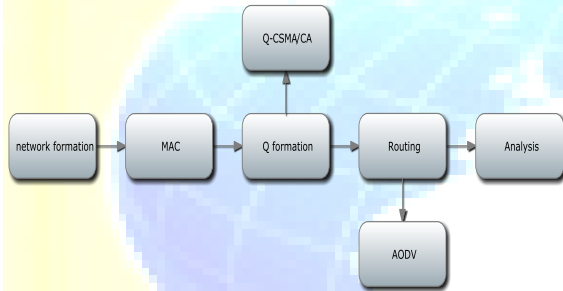 Q-CSMA/CA
network formation
MAC
Q formation
Routing
Analysis
AODV